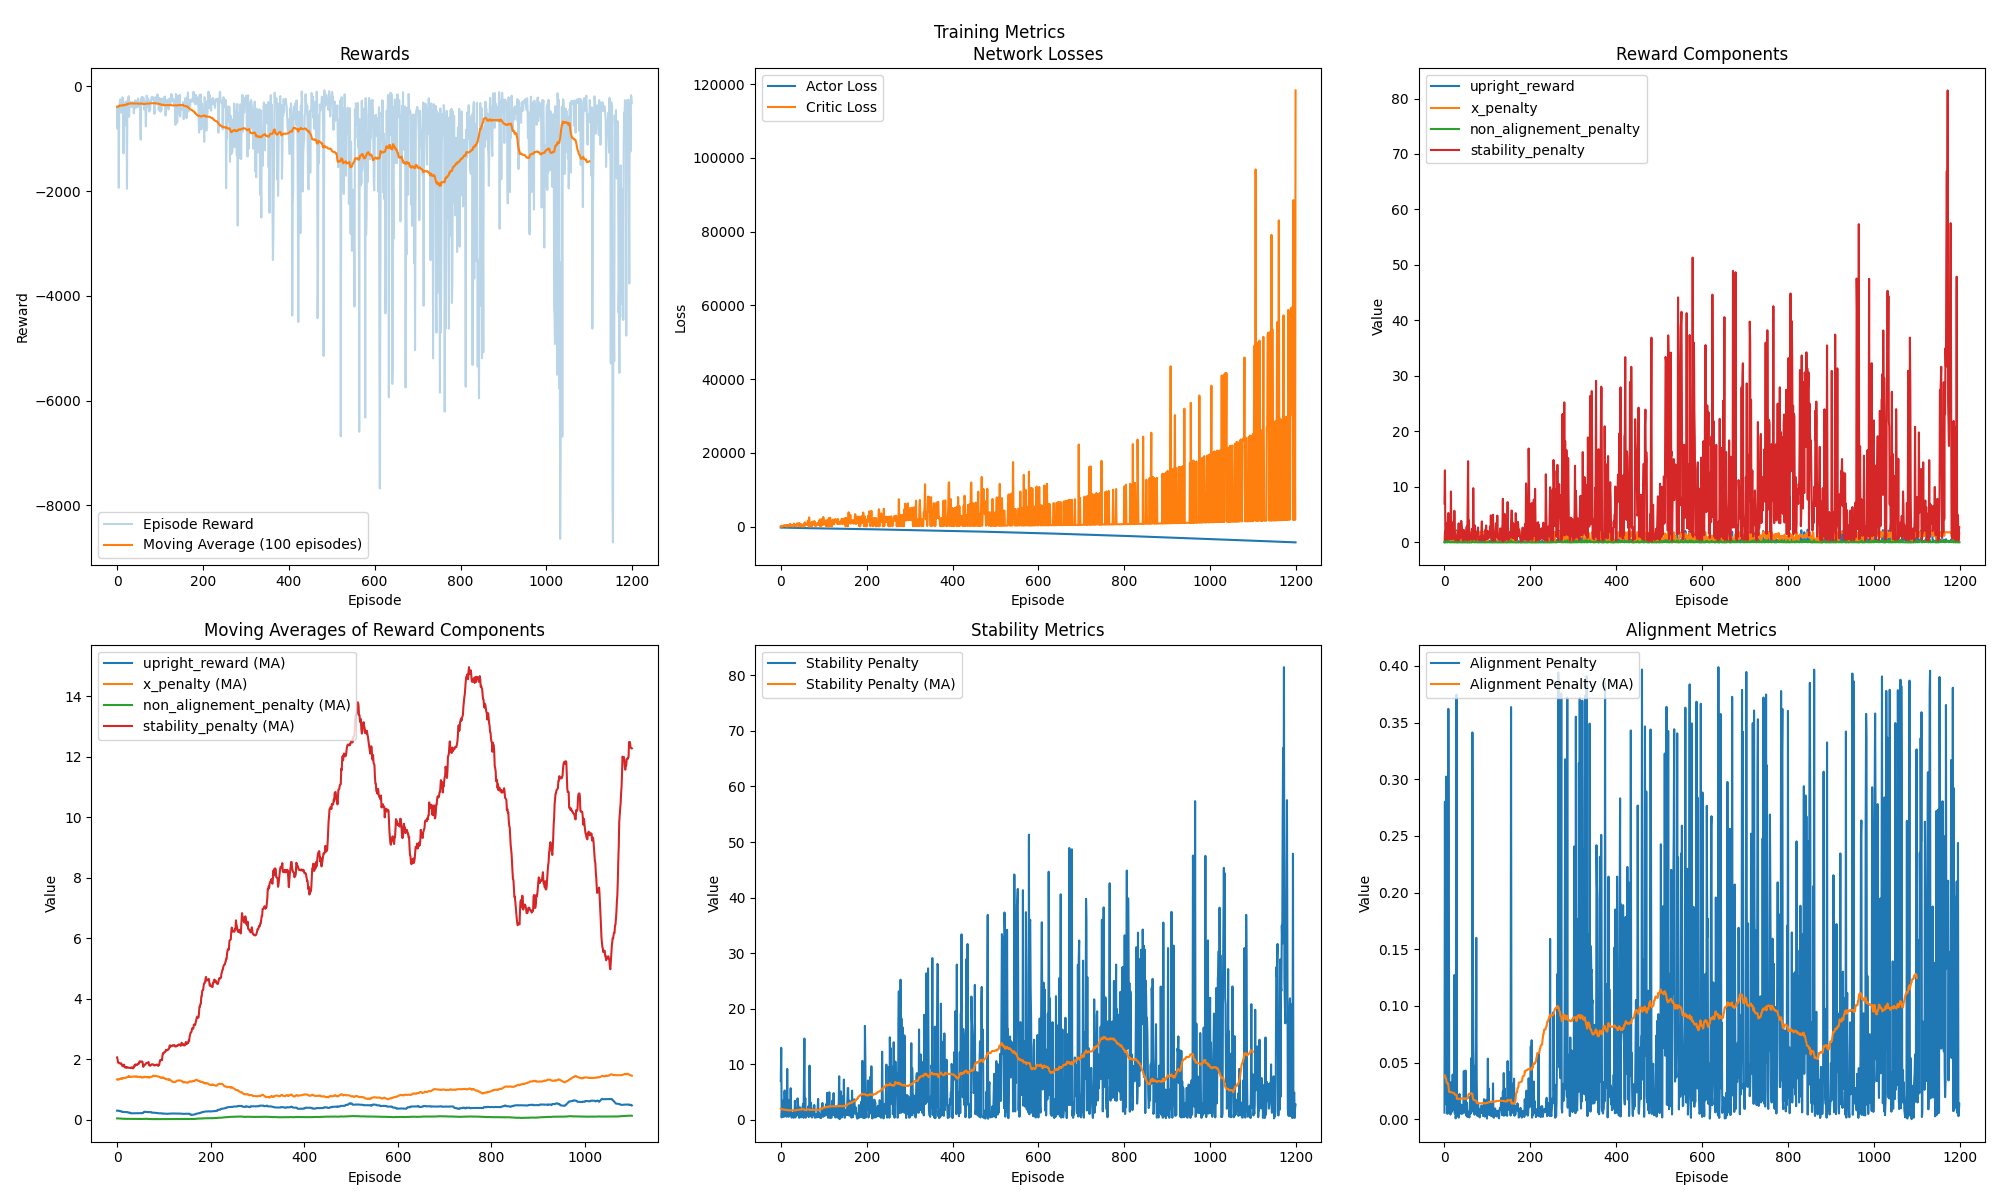 Training Metrics
Rewards
0
−2000
−4000
−6000
−8000
Reward
Episode Reward
Moving Average (100 episodes)
0 200 400 600 800 1000 1200
Episode
Network Losses
Actor Loss
Critic Loss
120000
100000
80000
60000
40000
20000
0
Loss
0 200 400 600 800 1000 1200
Episode
Reward Components
upright_reward
x_penalty
non_alignement_penalty
stability_penalty
80
70
60
50
40
30
20
10
0
Value
0 200 400 600 800 1000 1200
Episode
Moving Averages of Reward Components
upright_reward (MA)
x_penalty (MA)
non_alignement_penalty (MA)
stability_penalty (MA)
14
12
10
8
6
4
2
0
Value
0 200 400 600 800 1000
Episode
Stability Metrics
Stability Penalty
Stability Penalty (MA)
80
70
60
50
40
30
20
10
0
Value
0 200 400 600 800 1000 1200
Episode
Alignment Metrics
Alignment Penalty
Alignment Penalty (MA)
0.40
0.35
0.30
0.25
0.20
0.15
0.10
0.05
0.00
Value
0 200 400 600 800 1000 1200
Episode